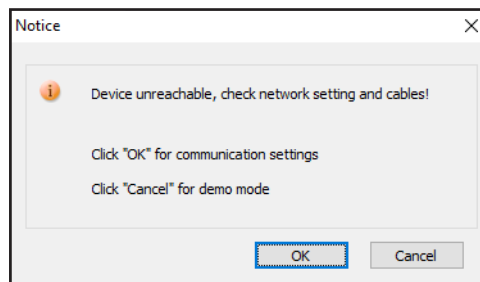 Notice
Device unreachable, check network setting and cables!
Click "OK" for communication settings
Click "Cancel" for demo mode
OK
Cancel